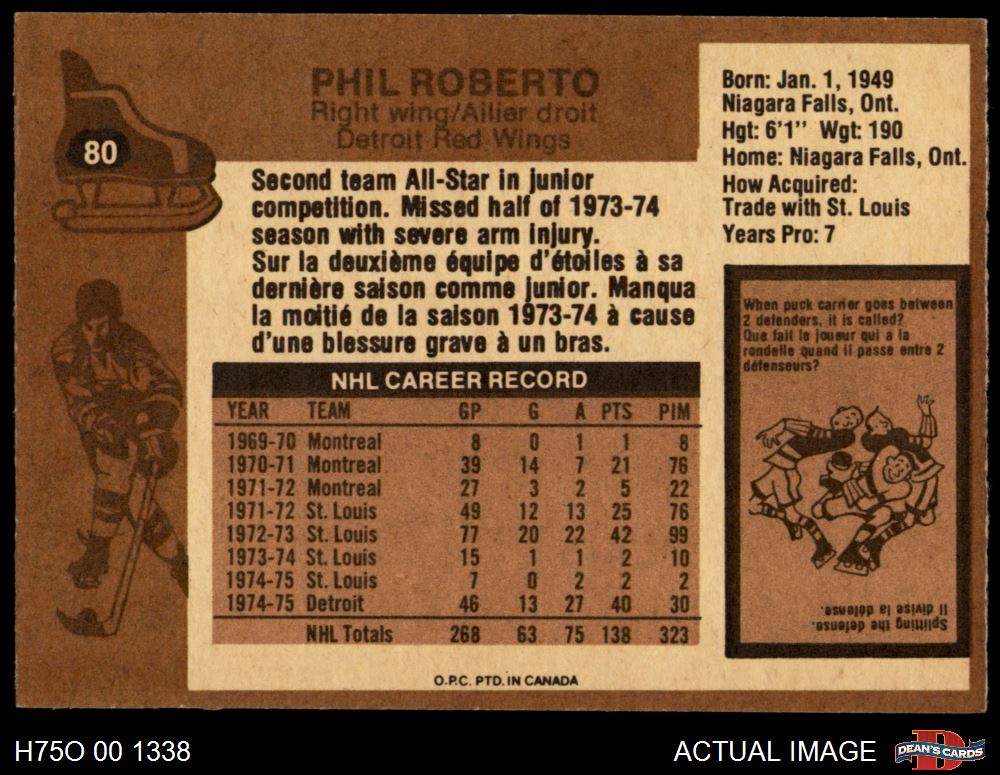 PHIL ROBERTO
Right wing/Ailier droit
Detroit Red Wings
80
Born: Jan. 1, 1949
Niagara Falls, Ont.
Hgt: 6'1" Wgt: 190
Home: Niagara Falls, Ont.
How Acquired:
Trade with St. Louis
Years Pro: 7
Second team All-Star in junior
competition. Missed half of 1973-74
season with severe arm injury.
Sur la deuxième équipe d'étoiles à sa
dernière saison comme junior. Manqua
la moitié de la saison 1973-74 à cause
d'une blessure grave à un bras.
NHL CAREER RECORD
YEAR TEAM GP G A PTS PIM
1969-70 Montreal 8 0 1 1 8
1970-71 Montreal 39 14 7 21 76
1971-72 Montreal 27 3 2 5 22
1971-72 St. Louis 49 12 13 25 76
1972-73 St. Louis 77 20 22 42 99
1973-74 St. Louis 15 1 1 2 10
1974-75 St. Louis 7 0 2 2 2
1974-75 Detroit 46 13 27 40 30
NHL Totals 268 63 75 138 323
When puck carrier goes between
2 defenders, it is called?
Que fait le joueur qui a la
rondelle quand il passe entre 2
défenseurs?
Splitting the defense.
Il divise la défense.
O.P.C. PTD. IN CANADA
H75O 00 1338
ACTUAL IMAGE
DEAN'S CARDS